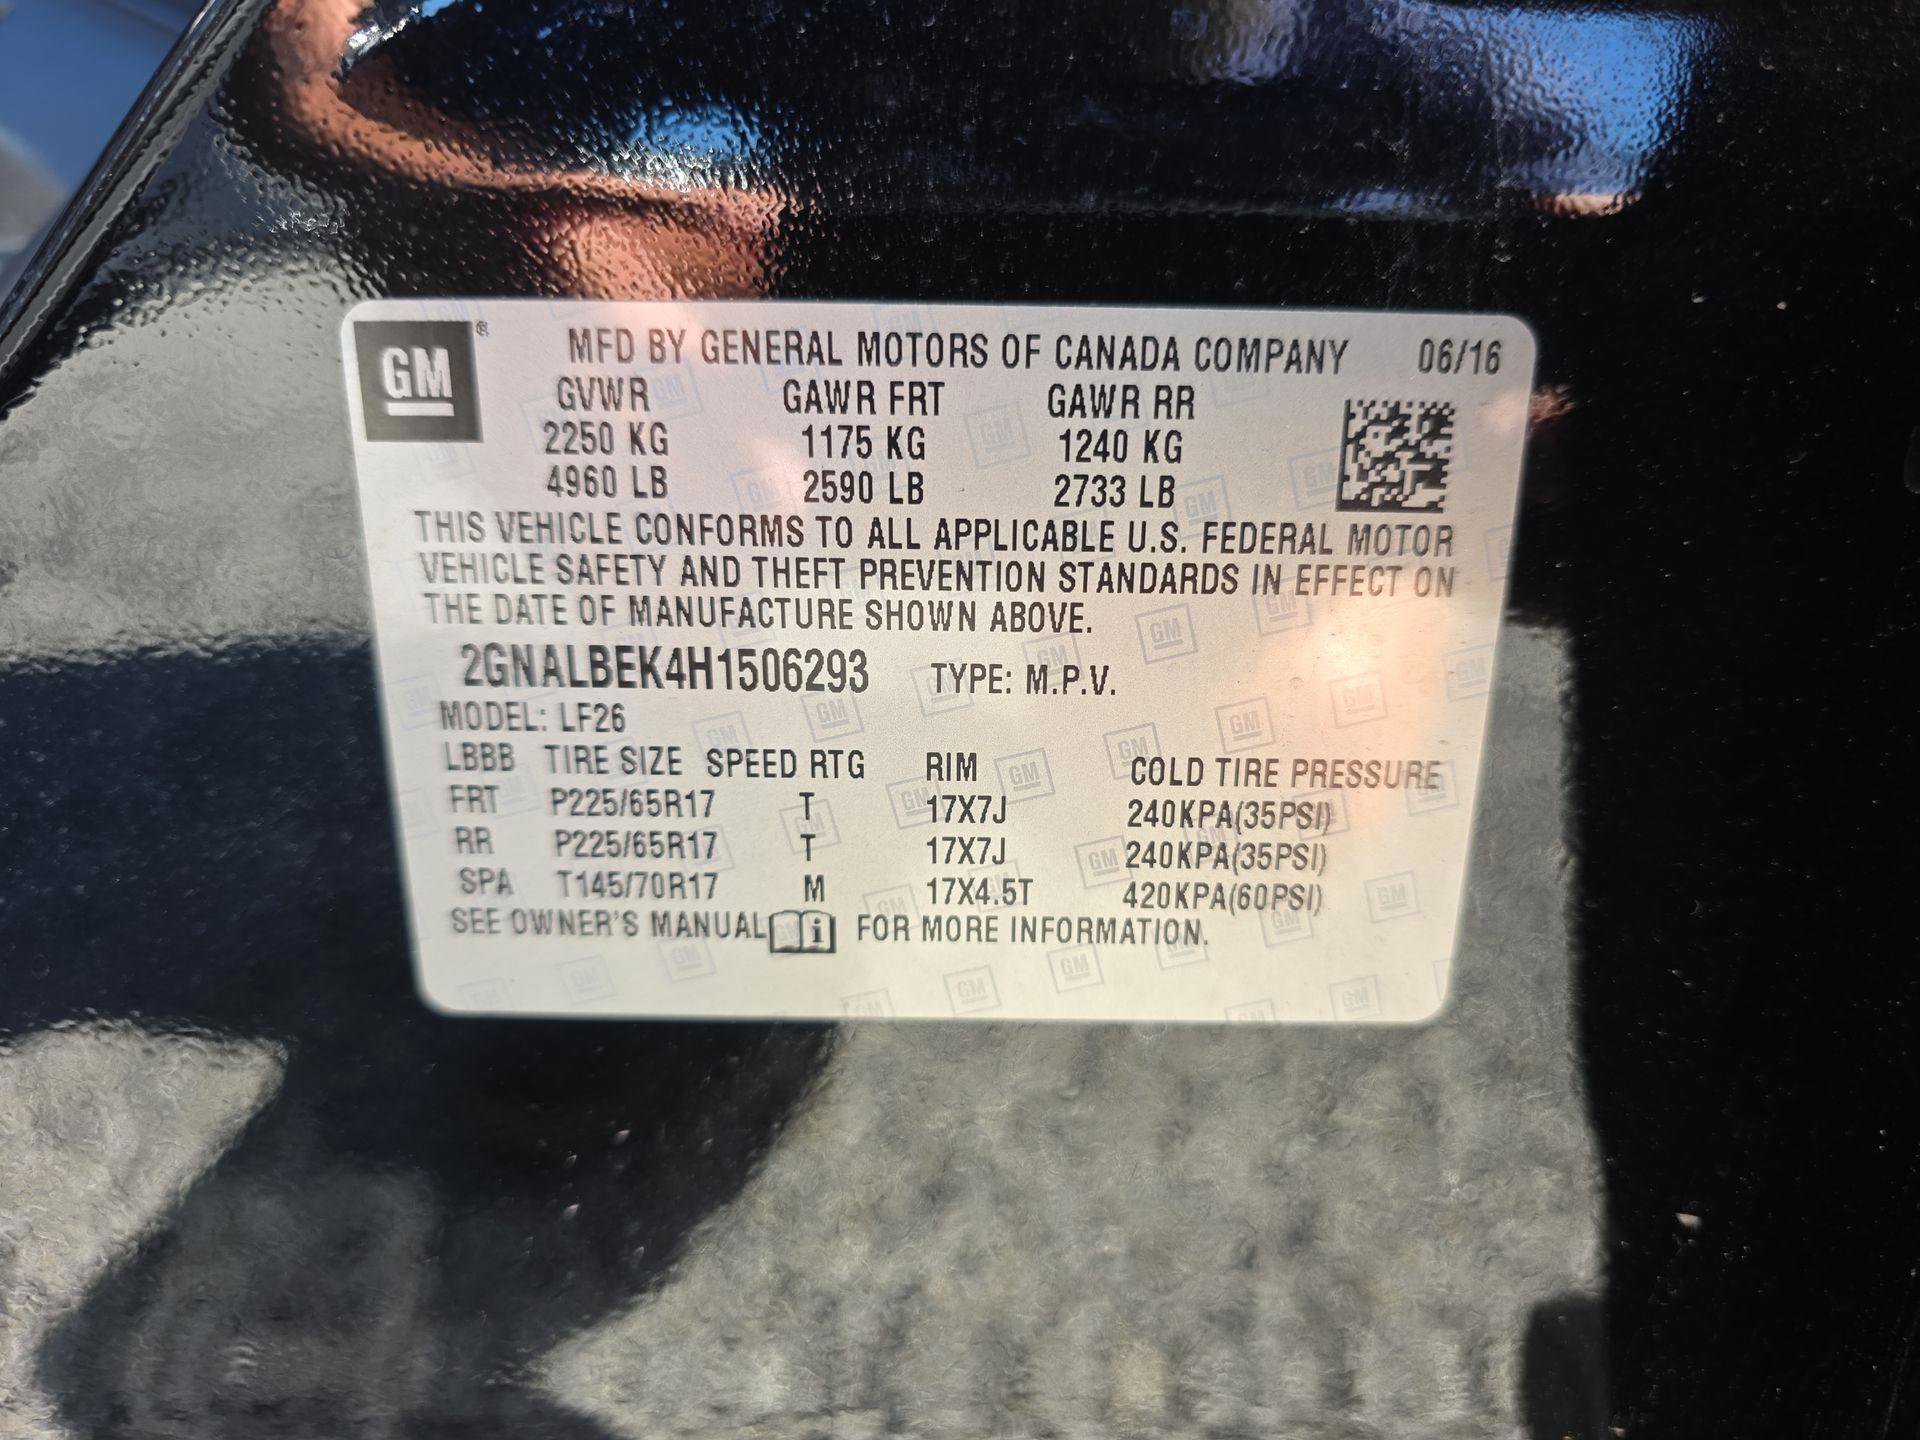 GM ® MFD BY GENERAL MOTORS OF CANADA COMPANY 06/16
GVWR GAWR FRT GAWR RR
2250 KG 1175 KG 1240 KG
4960 LB 2590 LB 2733 LB
THIS VEHICLE CONFORMS TO ALL APPLICABLE U.S. FEDERAL MOTOR
VEHICLE SAFETY AND THEFT PREVENTION STANDARDS IN EFFECT ON
THE DATE OF MANUFACTURE SHOWN ABOVE.
2GNALBEK4H1506293 TYPE: M.P.V.
MODEL: LF26
LBBB TIRE SIZE SPEED RTG RIM COLD TIRE PRESSURE
FRT P225/65R17 T 17X7J 240KPA(35PSI)
RR P225/65R17 T 17X7J 240KPA(35PSI)
SPA T145/70R17 M 17X4.5T 420KPA(60PSI)
SEE OWNER'S MANUAL i FOR MORE INFORMATION.